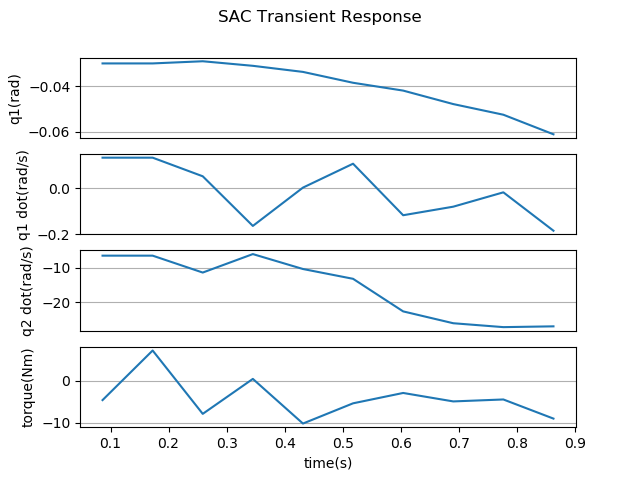 SAC Transient Response
q1(rad)
−0.04
−0.06
q1 dot(rad/s)
0.0
−0.2
q2 dot(rad/s)
−10
−20
torque(Nm)
0
−10
0.1 0.2 0.3 0.4 0.5 0.6 0.7 0.8 0.9
time(s)